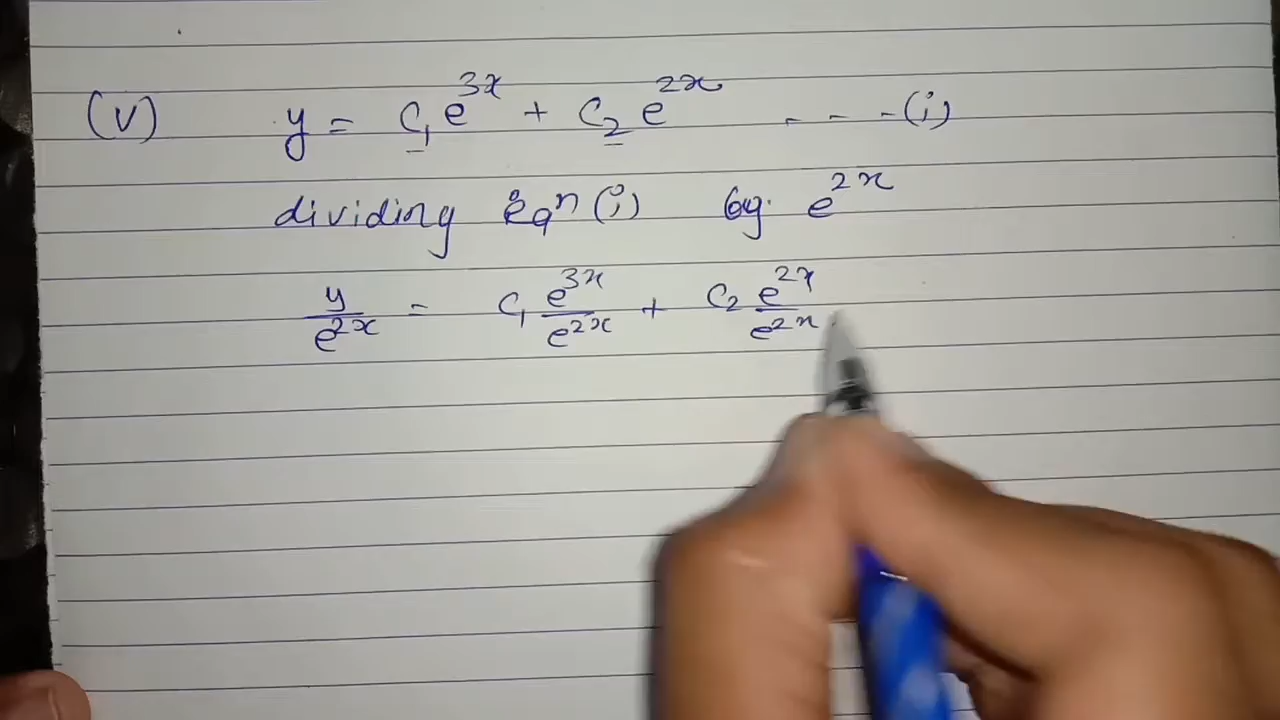 (V) y = C₁e^{3x} + C₂e^{2x} - - - (i)
dividing eqⁿ (i) by. e^{2x}
y/e^{2x} = C₁ e^{3x}/e^{2x} + C₂ e^{2x}/e^{2x}